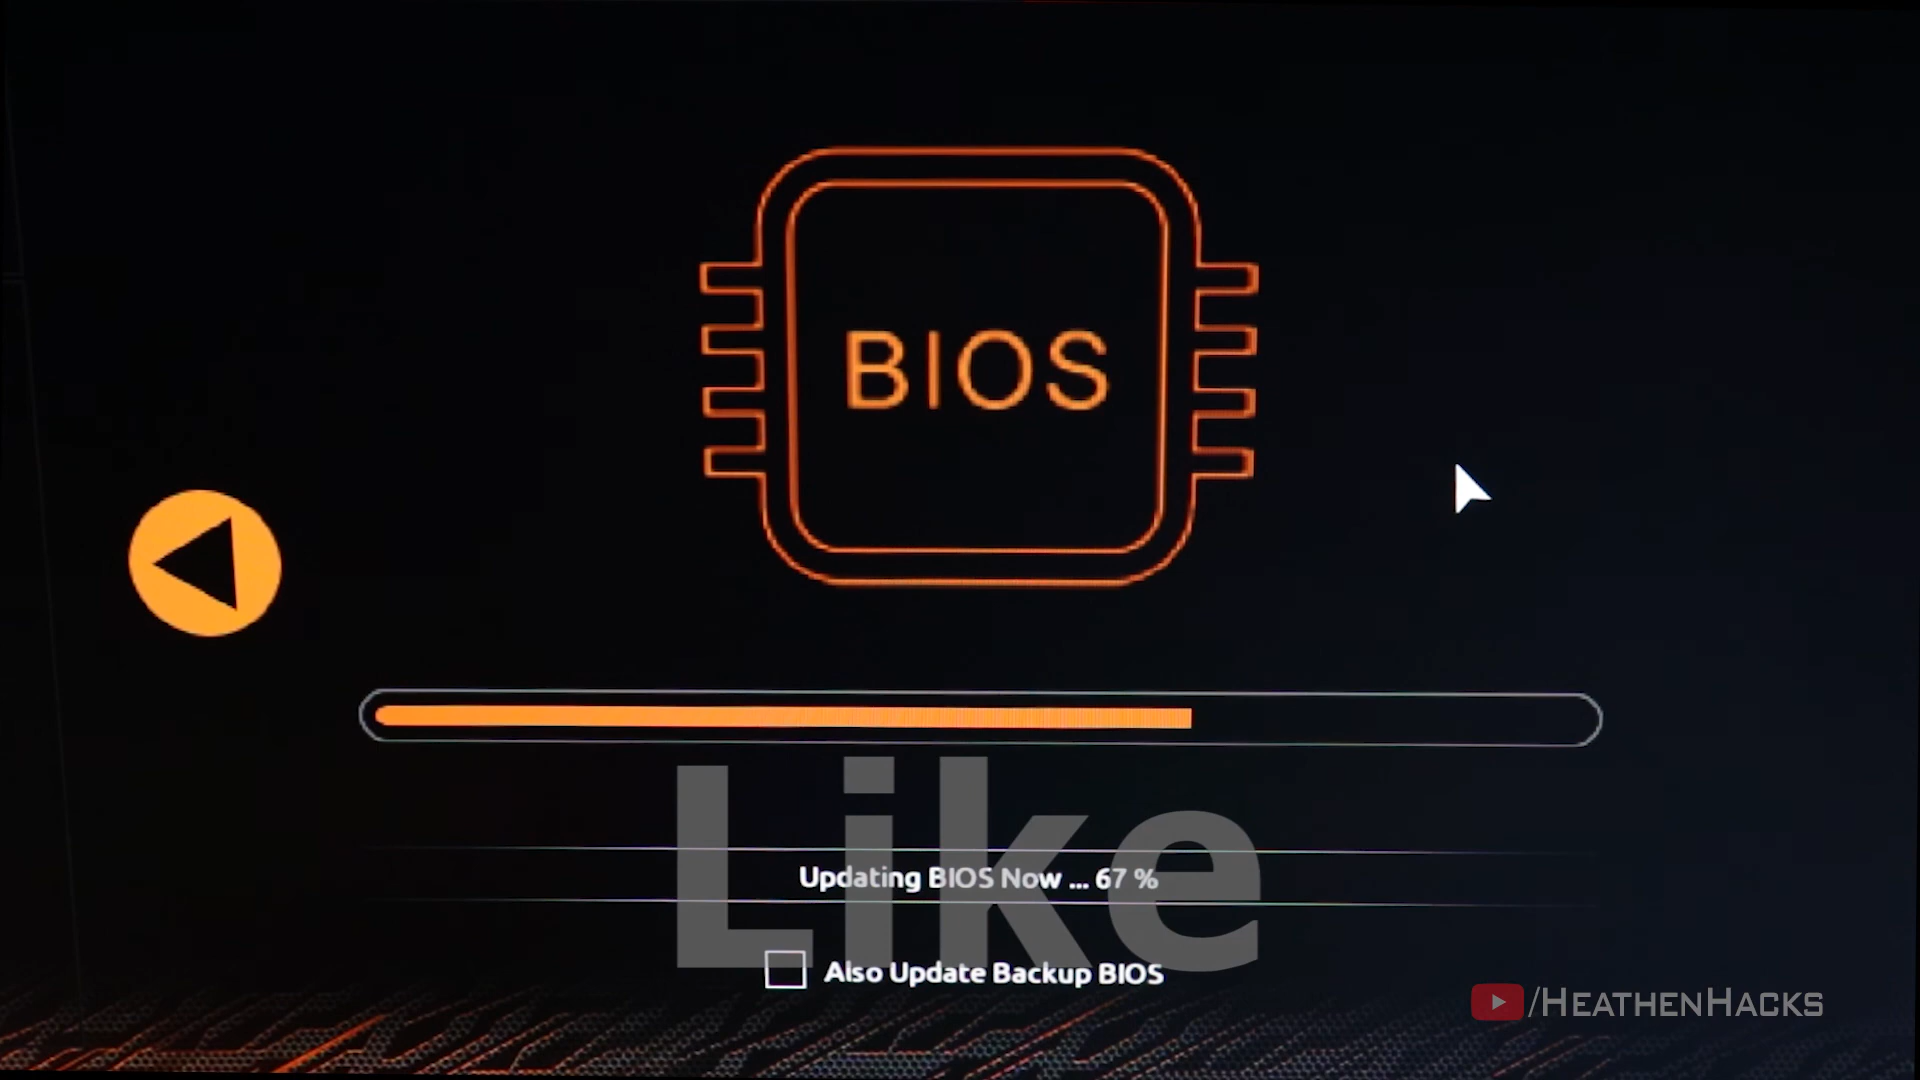 BIOS
Like
Updating BIOS Now ... 67 %
Also Update Backup BIOS
/HEATHENHACKS